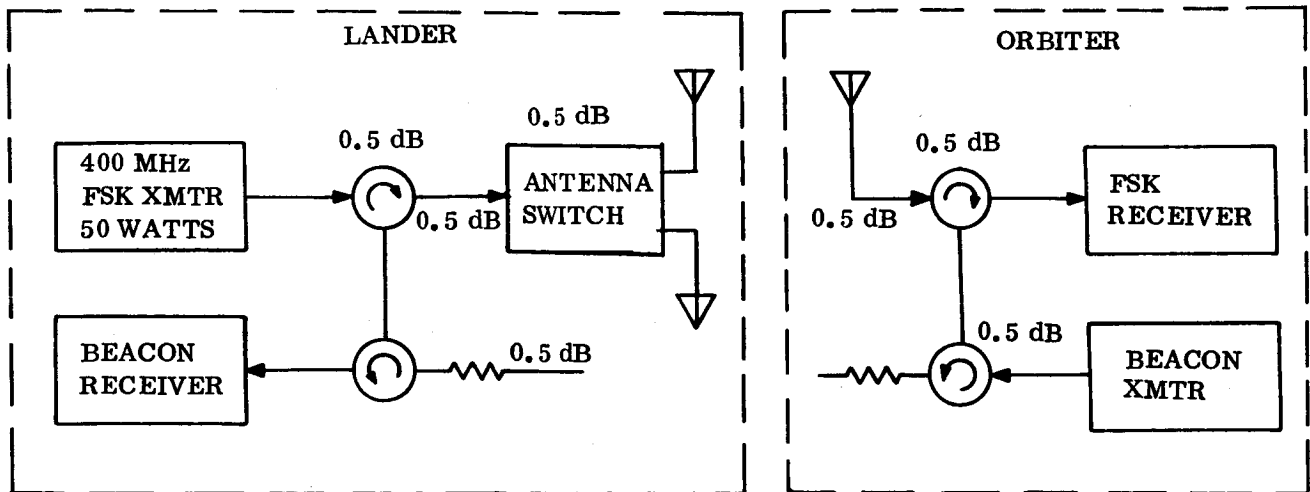 LANDER
0.5 dB
0.5 dB
400 MHz
FSK XMTR
50 WATTS
0.5 dB
ANTENNA
SWITCH
BEACON
RECEIVER
0.5 dB
ORBITER
0.5 dB
0.5 dB
FSK
RECEIVER
0.5 dB
BEACON
XMTR